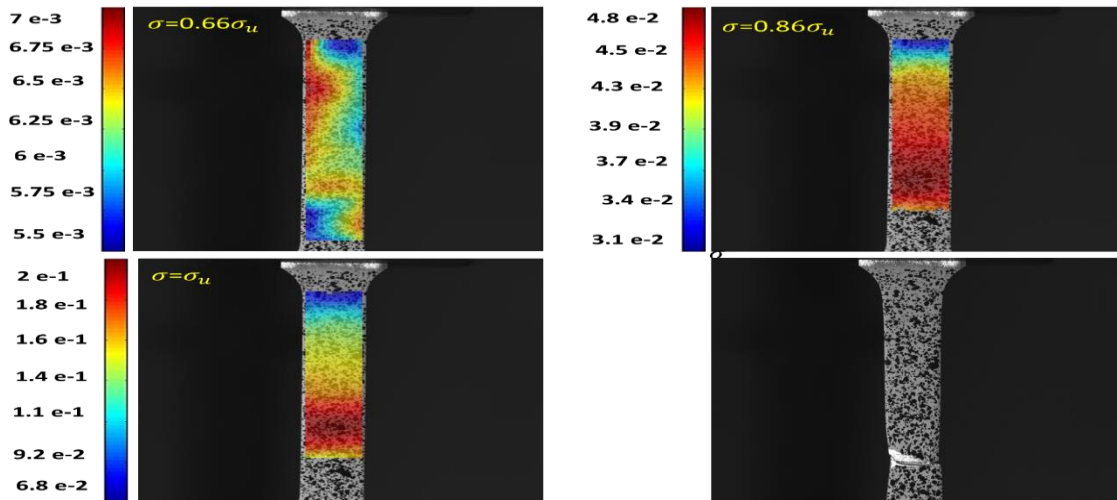 7 e-3
6.75 e-3
6.5 e-3
6.25 e-3
6 e-3
5.75 e-3
5.5 e-3
σ=0.66σᵤ
4.8 e-2
4.5 e-2
4.3 e-2
3.9 e-2
3.7 e-2
3.4 e-2
3.1 e-2
σ=0.86σᵤ
2 e-1
1.8 e-1
1.6 e-1
1.4 e-1
1.1 e-1
9.2 e-2
6.8 e-2
σ=σᵤ